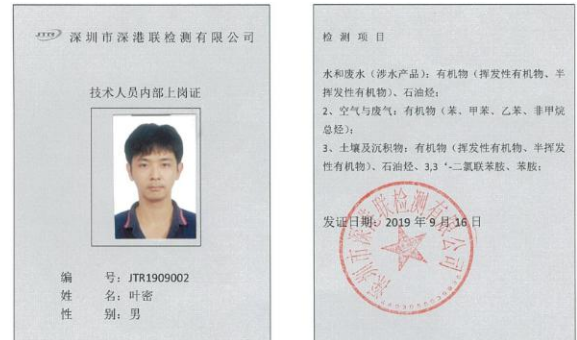 JTR 深圳市深港联检测有限公司
技术人员内部上岗证
编 号：JTR1909002
姓 名：叶密
性 别：男
检 测 项 目
水和废水（涉水产品）：有机物（挥发性有机物、半
挥发性有机物）、石油烃；
2、空气与废气：有机物（苯、甲苯、乙苯、非甲烷
总烃）；
3、土壤及沉积物：有机物（挥发性有机物、半挥发
性有机物）、石油烃、3,3 '-二氯联苯胺、苯胺；
发证日期：2019 年 9 月 16 日
深圳市深港联检测有限公司